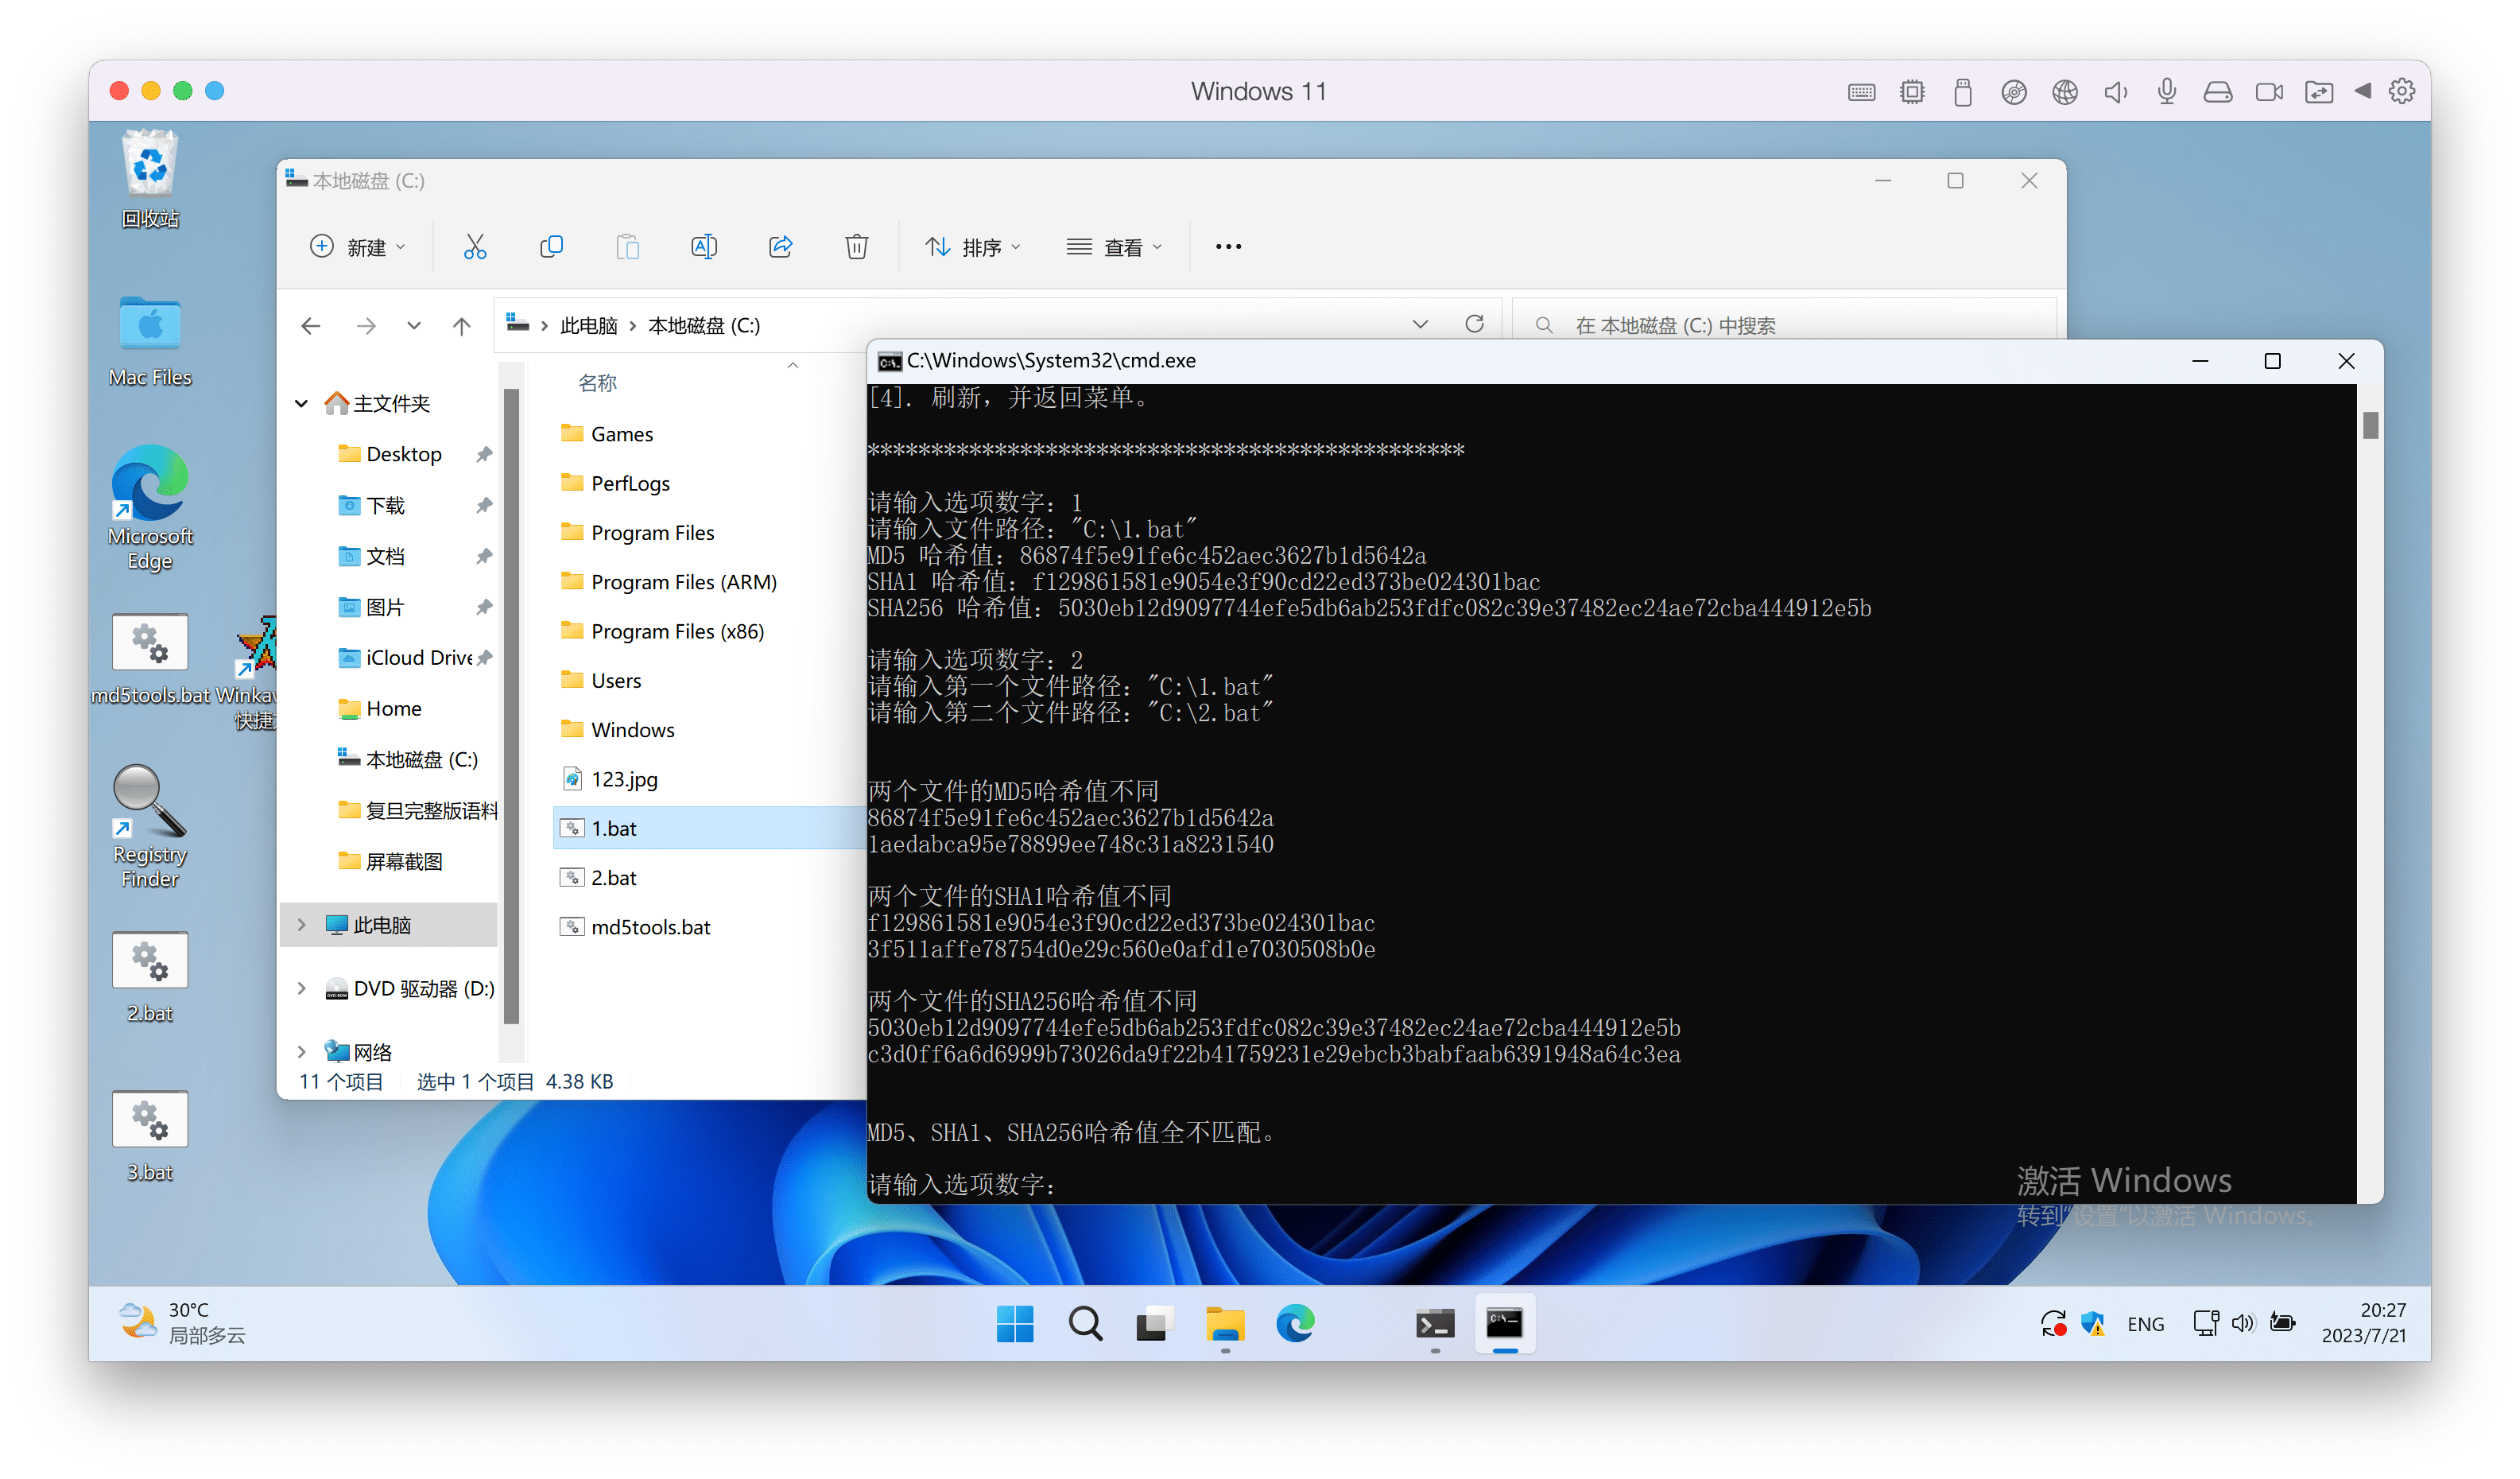 Windows 11
回收站
Mac Files
Microsoft
Edge
md5tools.bat
Winkaw
快捷
Registry
Finder
2.bat
3.bat
本地磁盘 (C:)
新建
排序
查看
此电脑
本地磁盘 (C:)
在 本地磁盘 (C:) 中搜索
主文件夹
Desktop
下载
文档
图片
iCloud Drive
Home
本地磁盘 (C:)
复旦完整版语料
屏幕截图
此电脑
DVD 驱动器 (D:)
网络
名称
Games
PerfLogs
Program Files
Program Files (ARM)
Program Files (x86)
Users
Windows
123.jpg
1.bat
2.bat
md5tools.bat
11 个项目
选中 1 个项目 4.38 KB
C:\Windows\System32\cmd.exe
[4]. 刷新，并返回菜单。
***********************************************
请输入选项数字：1
请输入文件路径："C:\1.bat"
MD5 哈希值：86874f5e91fe6c452aec3627b1d5642a
SHA1 哈希值：f129861581e9054e3f90cd22ed373be024301bac
SHA256 哈希值：5030eb12d9097744efe5db6ab253fdfc082c39e37482ec24ae72cba444912e5b
请输入选项数字：2
请输入第一个文件路径："C:\1.bat"
请输入第二个文件路径："C:\2.bat"
两个文件的MD5哈希值不同
86874f5e91fe6c452aec3627b1d5642a
1aedabca95e78899ee748c31a8231540
两个文件的SHA1哈希值不同
f129861581e9054e3f90cd22ed373be024301bac
3f511affe78754d0e29c560e0afd1e7030508b0e
两个文件的SHA256哈希值不同
5030eb12d9097744efe5db6ab253fdfc082c39e37482ec24ae72cba444912e5b
c3d0ff6a6d6999b73026da9f22b41759231e29ebcb3babfaab6391948a64c3ea
MD5、SHA1、SHA256哈希值全不匹配。
请输入选项数字：
激活 Windows
转到"设置"以激活 Windows。
30°C
局部多云
ENG
20:27
2023/7/21